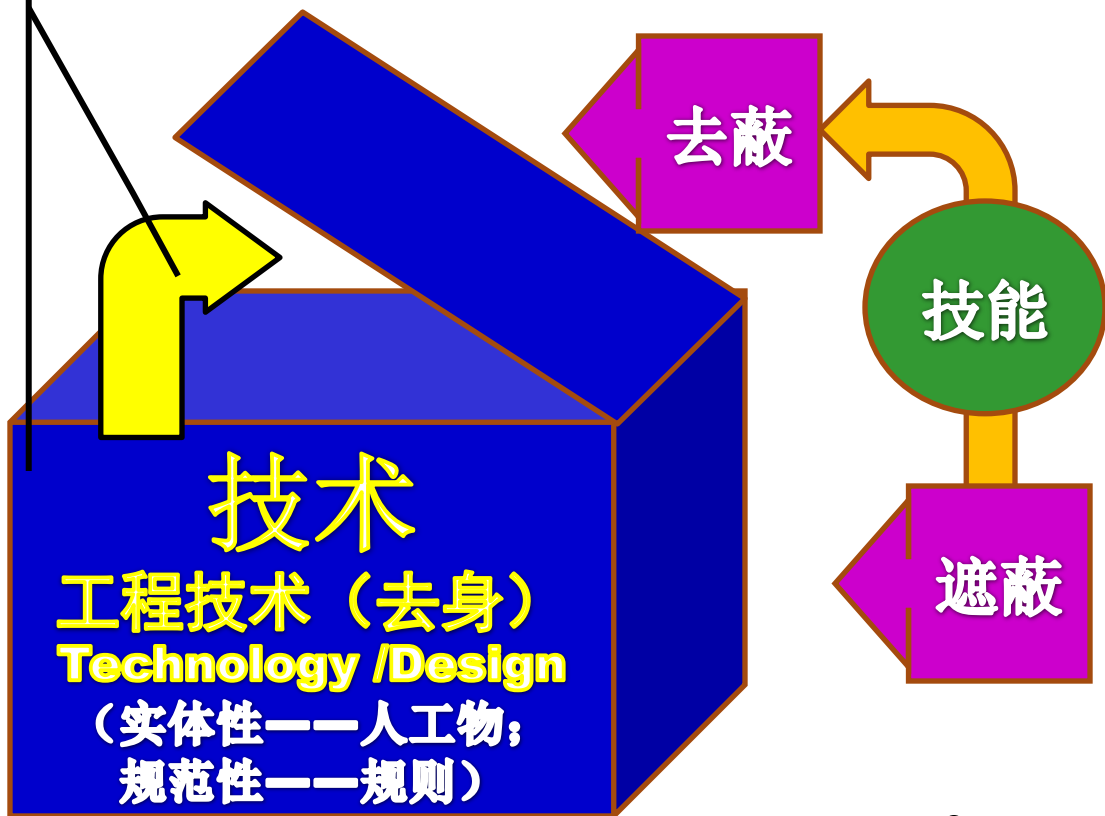 去蔽
技能
遮蔽
技术
工程技术（去身）
Technology /Design
（实体性——人工物；
规范性——规则）